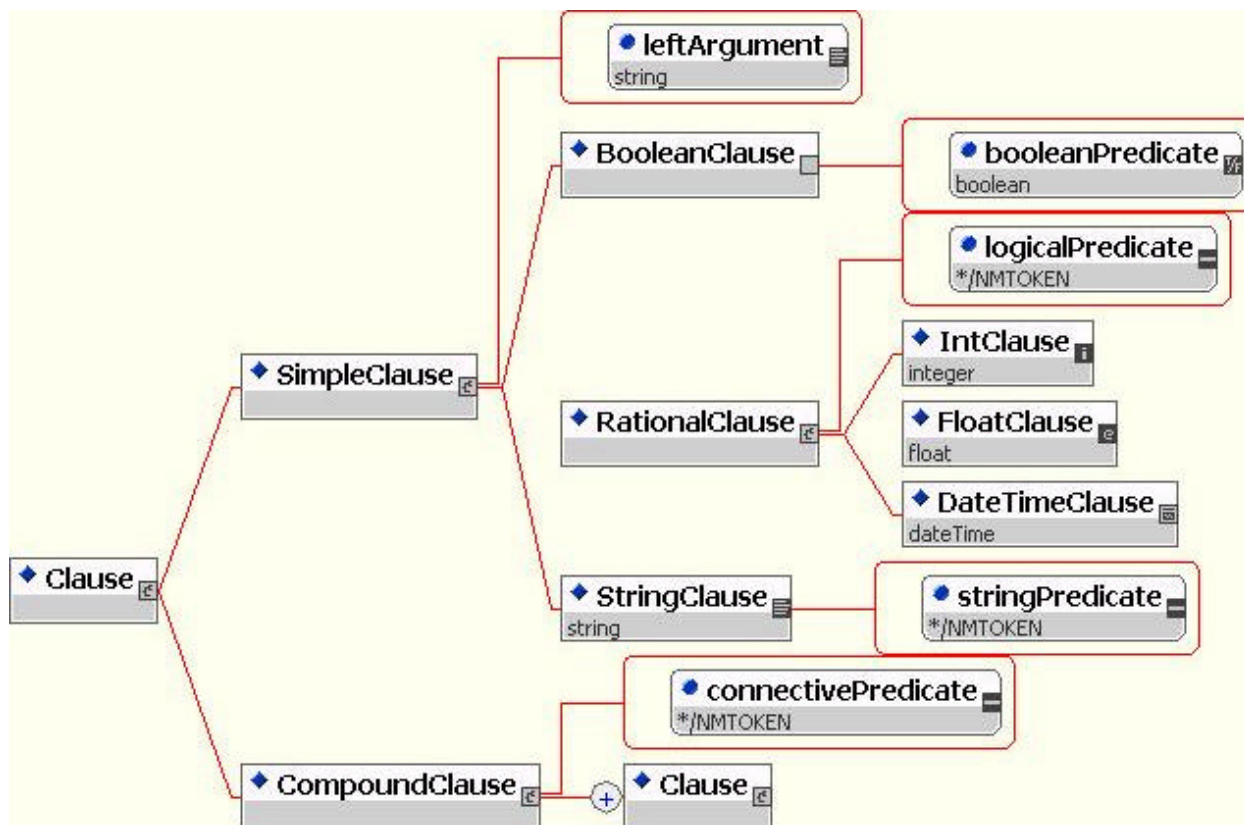 leftArgument
string
BooleanClause
booleanPredicate
boolean
logicalPredicate
*/NMTOKEN
IntClause
integer
SimpleClause
RationalClause
FloatClause
float
DateTimeClause
dateTime
Clause
StringClause
string
stringPredicate
*/NMTOKEN
connectivePredicate
*/NMTOKEN
CompoundClause
+
Clause